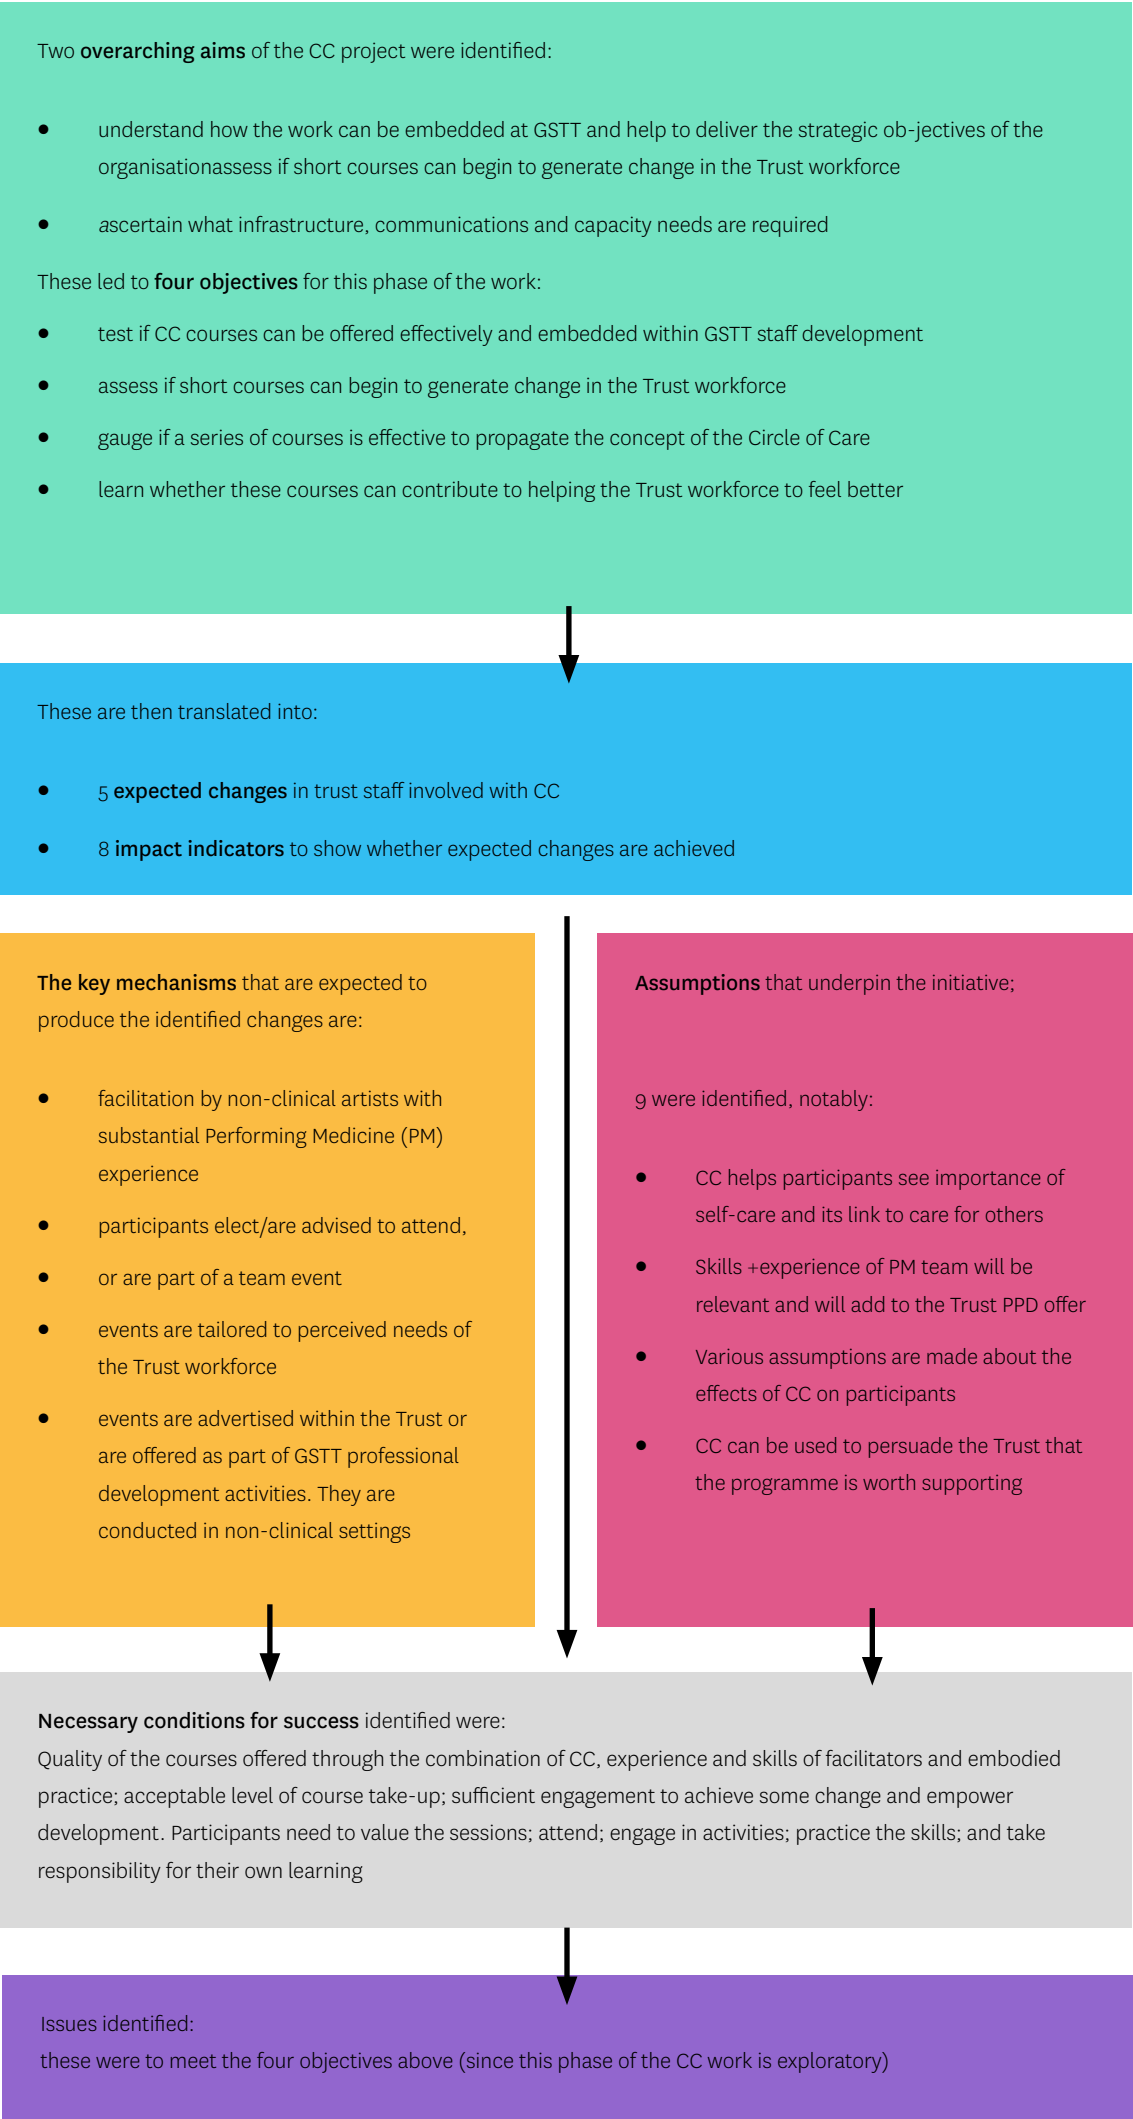 Two overarching aims of the CC project were identified:
● understand how the work can be embedded at GSTT and help to deliver the strategic ob-jectives of the
organisationassess if short courses can begin to generate change in the Trust workforce
● ascertain what infrastructure, communications and capacity needs are required
These led to four objectives for this phase of the work:
● test if CC courses can be offered effectively and embedded within GSTT staff development
● assess if short courses can begin to generate change in the Trust workforce
● gauge if a series of courses is effective to propagate the concept of the Circle of Care
● learn whether these courses can contribute to helping the Trust workforce to feel better
These are then translated into:
● 5 expected changes in trust staff involved with CC
● 8 impact indicators to show whether expected changes are achieved
The key mechanisms that are expected to
produce the identified changes are:
● facilitation by non-clinical artists with
substantial Performing Medicine (PM)
experience
● participants elect/are advised to attend,
● or are part of a team event
● events are tailored to perceived needs of
the Trust workforce
● events are advertised within the Trust or
are offered as part of GSTT professional
development activities. They are
conducted in non-clinical settings
Assumptions that underpin the initiative;
9 were identified, notably:
● CC helps participants see importance of
self-care and its link to care for others
● Skills +experience of PM team will be
relevant and will add to the Trust PPD offer
● Various assumptions are made about the
effects of CC on participants
● CC can be used to persuade the Trust that
the programme is worth supporting
Necessary conditions for success identified were:
Quality of the courses offered through the combination of CC, experience and skills of facilitators and embodied
practice; acceptable level of course take-up; sufficient engagement to achieve some change and empower
development. Participants need to value the sessions; attend; engage in activities; practice the skills; and take
responsibility for their own learning
Issues identified:
these were to meet the four objectives above (since this phase of the CC work is exploratory)